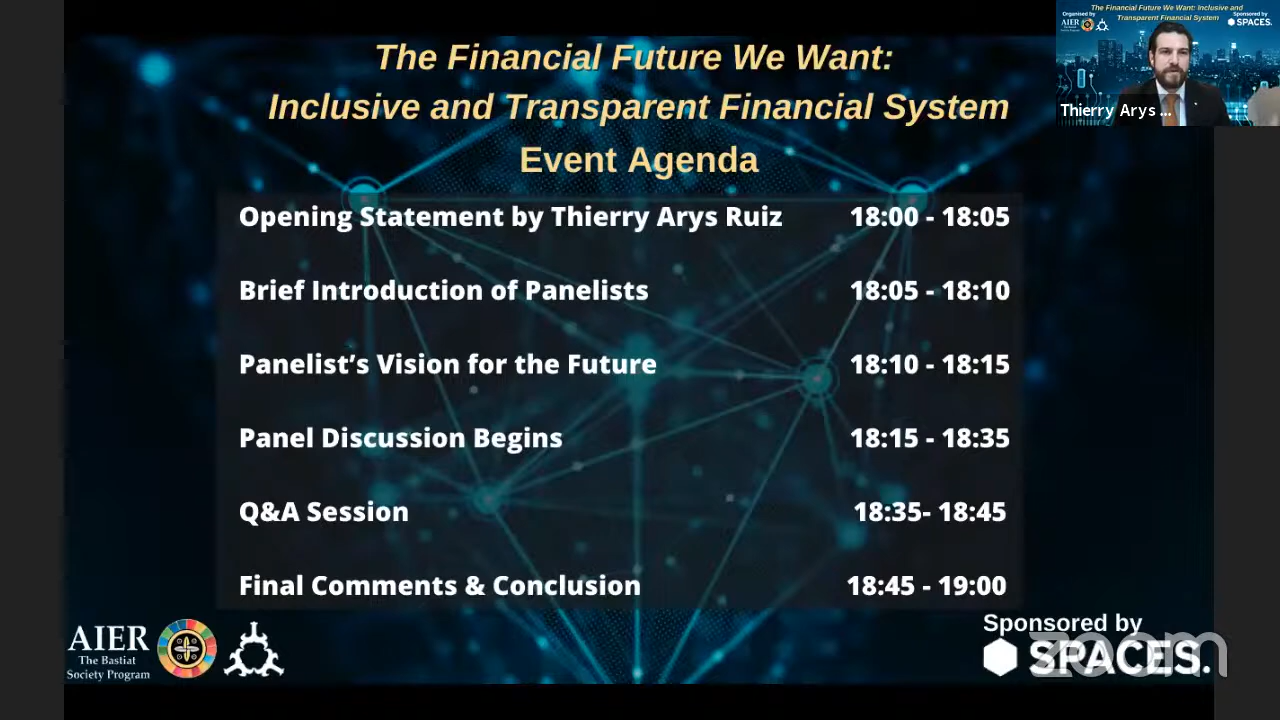 The Financial Future We Want:
Inclusive and Transparent Financial System
Event Agenda
Opening Statement by Thierry Arys Ruiz 18:00 - 18:05
Brief Introduction of Panelists 18:05 - 18:10
Panelist’s Vision for the Future 18:10 - 18:15
Panel Discussion Begins 18:15 - 18:35
Q&A Session 18:35- 18:45
Final Comments & Conclusion 18:45 - 19:00
AIER
The Bastiat
Society Program
Sponsored by
SPACES.
zoom
Organised by
AIER
The Financial Future We Want: Inclusive and
Transparent Financial System
Sponsored by
SPACES.
Thierry Arys ...